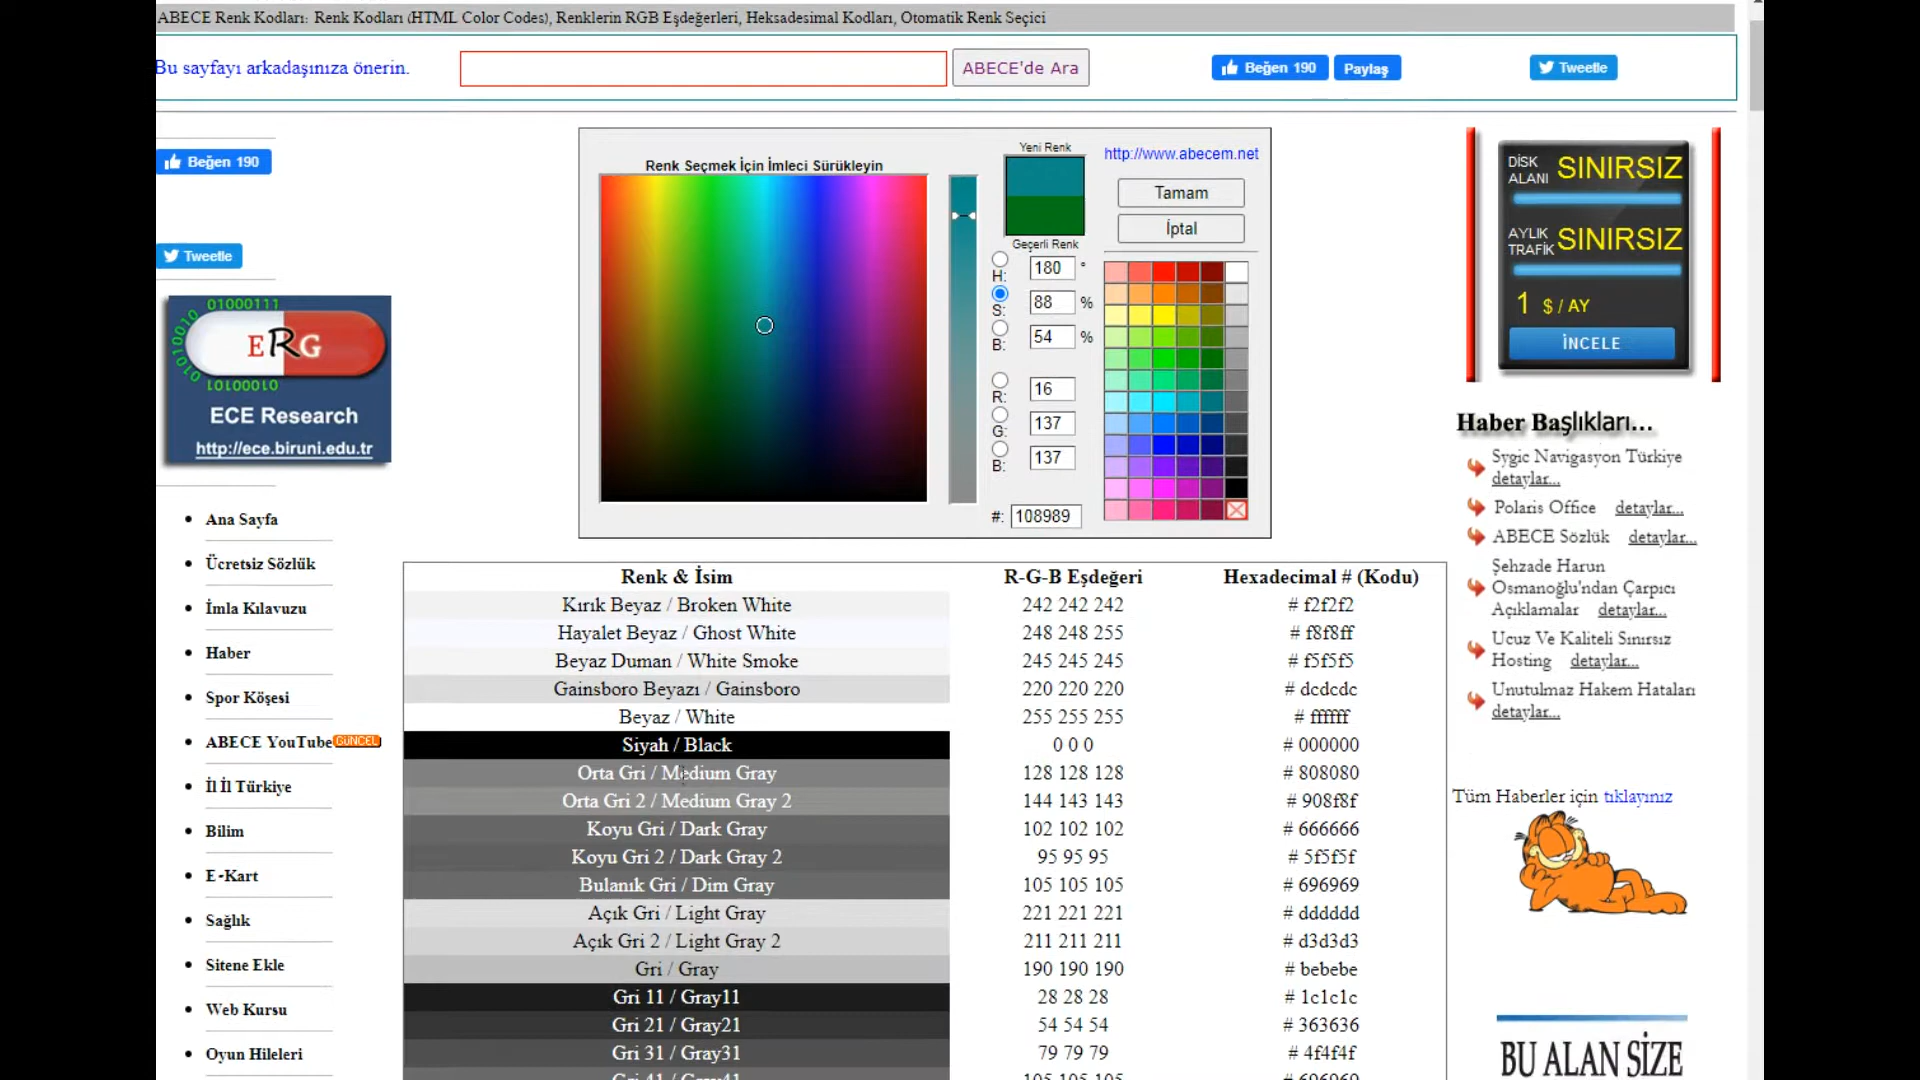 ABECE Renk Kodları: Renk Kodları (HTML Color Codes), Renklerin RGB Eşdeğerleri, Heksadesimal Kodları, Otomatik Renk Seçici
Bu sayfayı arkadaşınıza önerin.
ABECE'de Ara
Beğen 190
Paylaş
Tweetle
Beğen 190
Tweetle
01000111
01010010
ERG
01000101
01000010
ECE Research
http://ece.biruni.edu.tr
Ana Sayfa
Ücretsiz Sözlük
İmla Kılavuzu
Haber
Spor Köşesi
ABECE YouTube GÜNCEL
İl İl Türkiye
Bilim
E-Kart
Sağlık
Sitene Ekle
Web Kursu
Oyun Hileleri
Renk Seçmek İçin İmleci Sürükleyin
Yeni Renk
Geçerli Renk
http://www.abecem.net
Tamam
İptal
H: 180 °
S: 88 %
B: 54 %
R: 16
G: 137
B: 137
#: 108989
Renk & İsim R-G-B Eşdeğeri Hexadecimal # (Kodu)
Kırık Beyaz / Broken White 242 242 242 # f2f2f2
Hayalet Beyaz / Ghost White 248 248 255 # f8f8ff
Beyaz Duman / White Smoke 245 245 245 # f5f5f5
Gainsboro Beyazı / Gainsboro 220 220 220 # dcdcdc
Beyaz / White 255 255 255 # ffffff
Siyah / Black 0 0 0 # 000000
Orta Gri / Medium Gray 128 128 128 # 808080
Orta Gri 2 / Medium Gray 2 144 143 143 # 908f8f
Koyu Gri / Dark Gray 102 102 102 # 666666
Koyu Gri 2 / Dark Gray 2 95 95 95 # 5f5f5f
Bulanık Gri / Dim Gray 105 105 105 # 696969
Açık Gri / Light Gray 221 221 221 # dddddd
Açık Gri 2 / Light Gray 2 211 211 211 # d3d3d3
Gri / Gray 190 190 190 # bebebe
Gri 11 / Gray11 28 28 28 # 1c1c1c
Gri 21 / Gray21 54 54 54 # 363636
Gri 31 / Gray31 79 79 79 # 4f4f4f
Gri 41 / Gray41 105 105 105 # 696969
DİSK ALANI SINIRSIZ
AYLIK TRAFİK SINIRSIZ
1 $ / AY
İNCELE
Haber Başlıkları...
Sygic Navigasyon Türkiye
detaylar...
Polaris Office detaylar...
ABECE Sözlük detaylar...
Şehzade Harun
Osmanoğlu'ndan Çarpıcı
Açıklamalar detaylar...
Ucuz Ve Kaliteli Sınırsız
Hosting detaylar...
Unutulmaz Hakem Hataları
detaylar...
Tüm Haberler için tıklayınız
BU ALAN SİZE